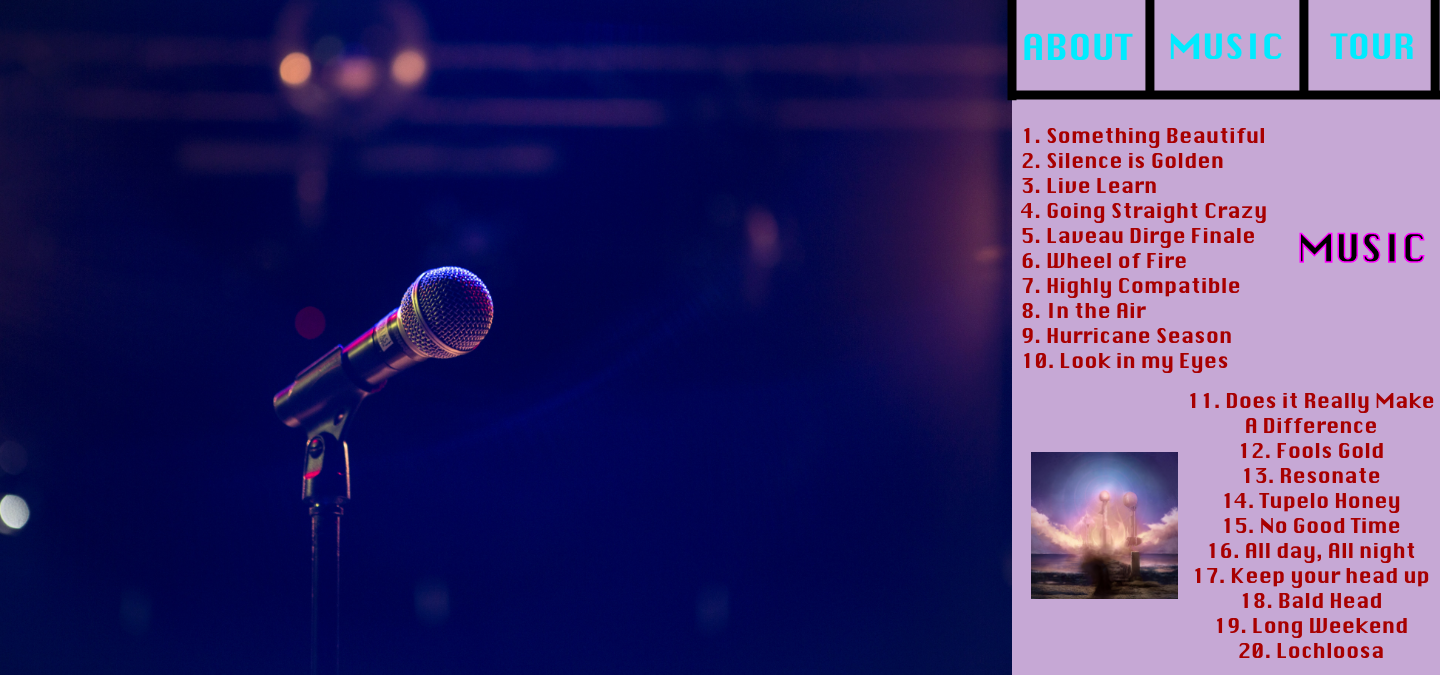 ABOUT MUSIC TOUR
1. Something Beautiful
2. Silence is Golden
3. Live Learn
4. Going Straight Crazy
5. Laveau Dirge Finale
6. Wheel of Fire
7. Highly Compatible
8. In the Air
9. Hurricane Season
10. Look in my Eyes
MUSIC
11. Does it Really Make
A Difference
12. Fools Gold
13. Resonate
14. Tupelo Honey
15. No Good Time
16. All day, All night
17. Keep your head up
18. Bald Head
19. Long Weekend
20. Lochloosa